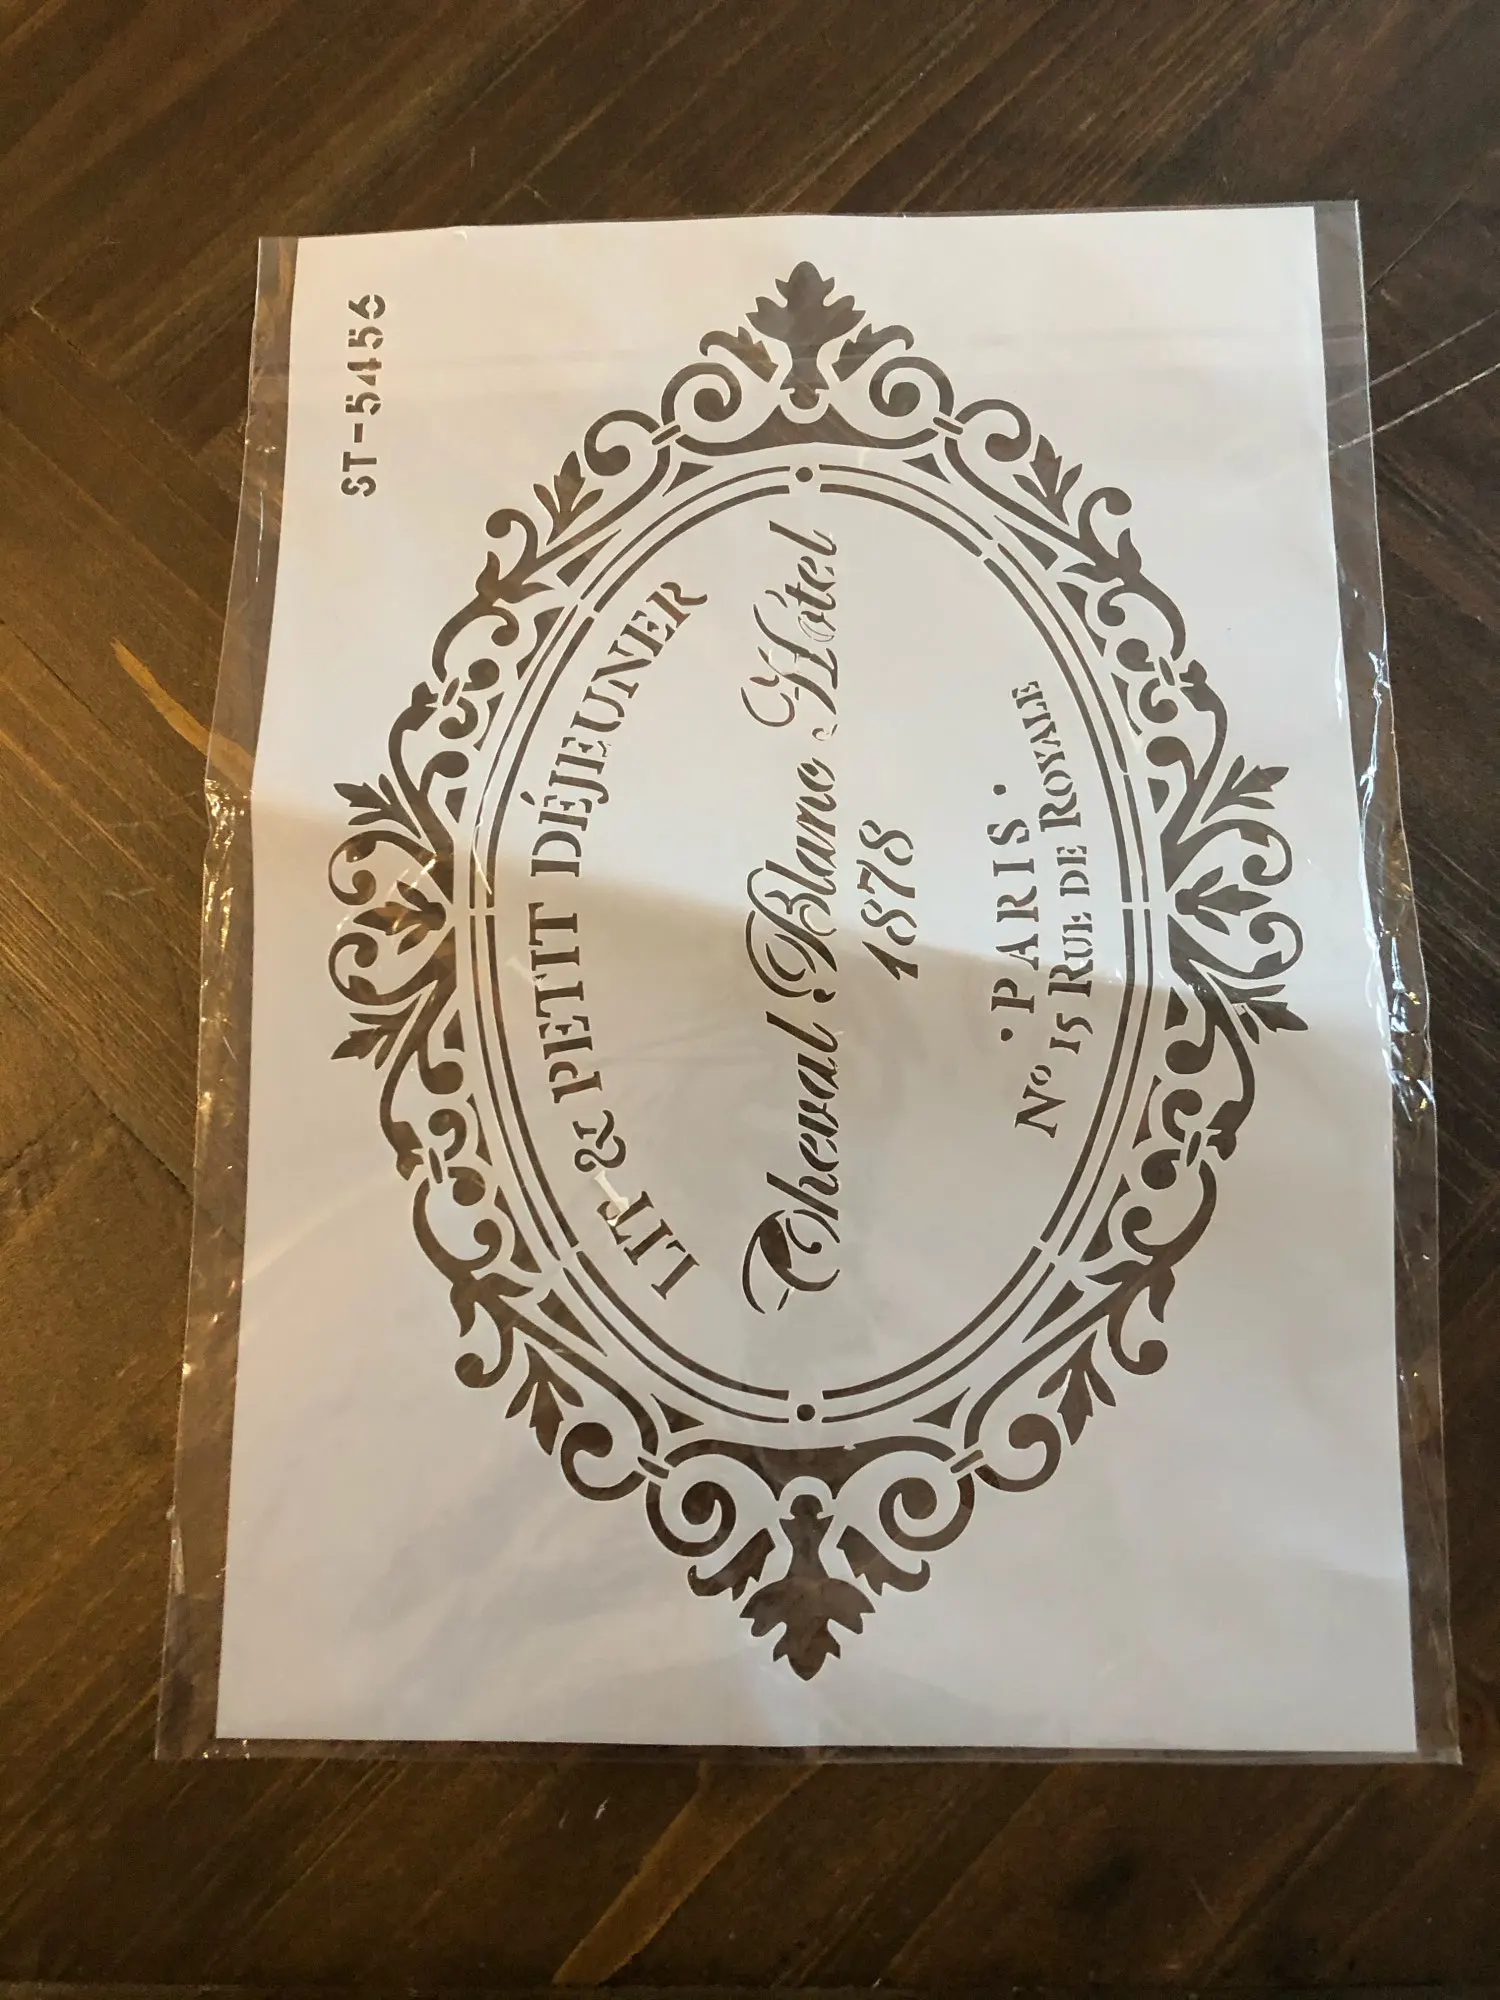 ST-5456
LIT & PETIT DÉJEUNER
Cheval Blanc Hôtel
1878
• PARIS •
Nº 15 RUE DE ROYALE